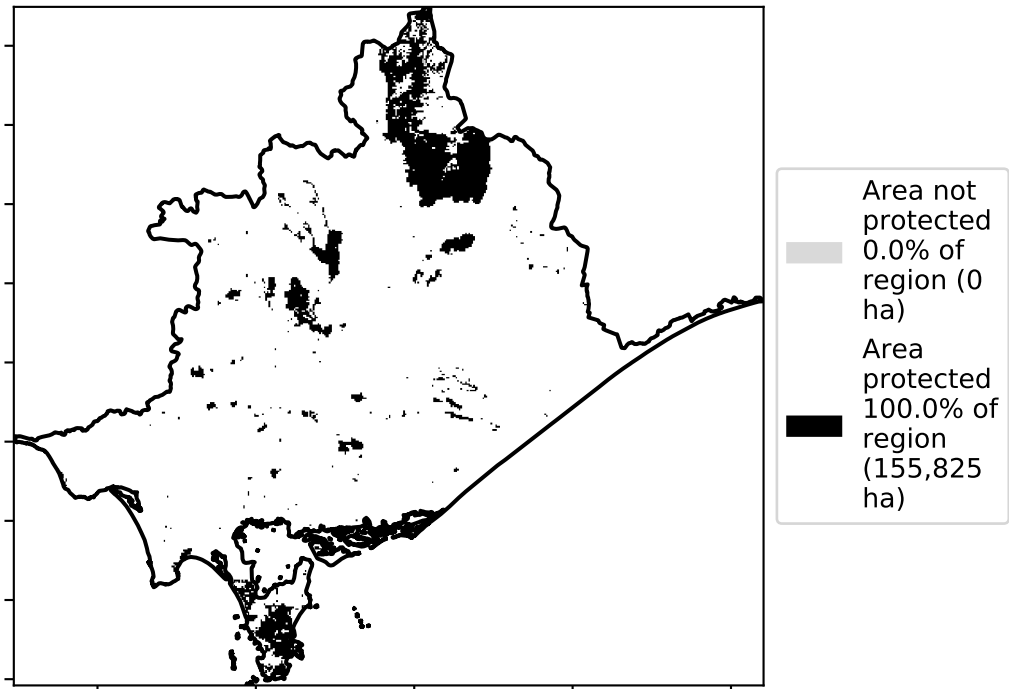 Area not
protected
0.0% of
region (0
ha)
Area
protected
100.0% of
region
(155,825
ha)